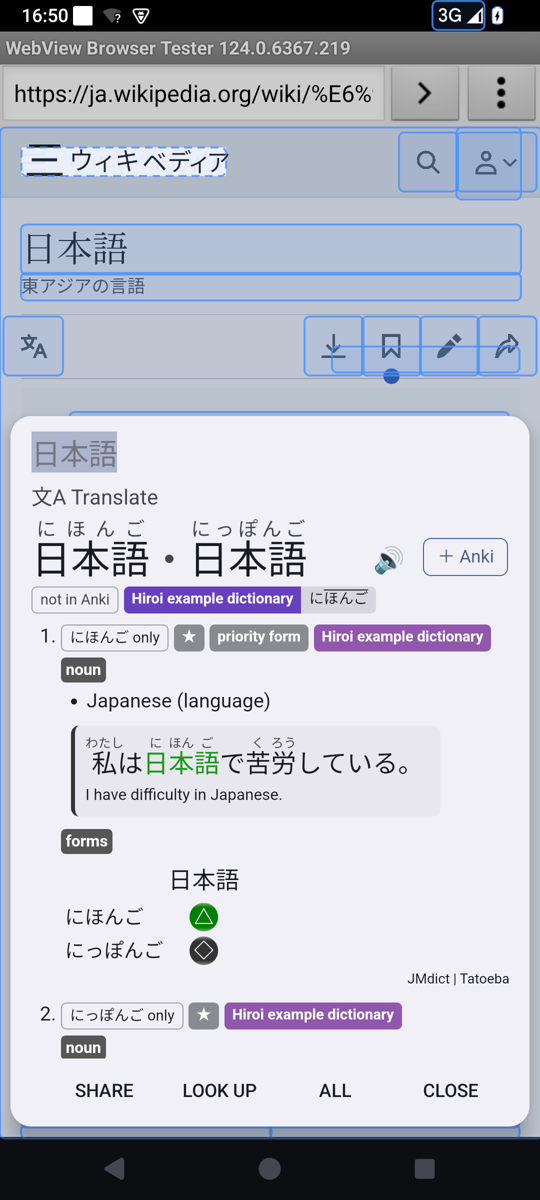 16:50
3G
WebView Browser Tester 124.0.6367.219
https://ja.wikipedia.org/wiki/%E6%
ウィキペディア
日本語
東アジアの言語
文A
日本語
文A Translate
にほんご にっぽんご
日本語・日本語
+ Anki
not in Anki Hiroi example dictionary にほんご
1. にほんご only ★ priority form Hiroi example dictionary
noun
• Japanese (language)
わたし にほんご くろう
私は日本語で苦労している。
I have difficulty in Japanese.
forms
日本語
にほんご
にっぽんご
JMdict | Tatoeba
2. にっぽんご only ★ Hiroi example dictionary
noun
SHARE LOOK UP ALL CLOSE